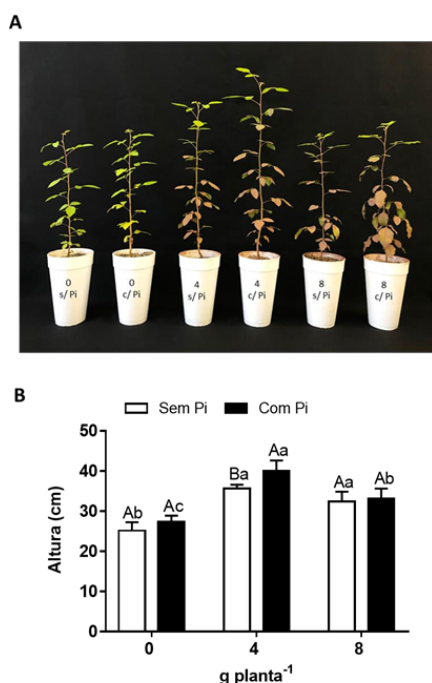 A
0
s/ Pi
0
c/ Pi
4
s/ Pi
4
c/ Pi
8
s/ Pi
8
c/ Pi
B
Sem Pi Com Pi
50
40
30
20
10
0
Altura (cm)
Ab Ac Ba Aa Aa Ab
0 4 8
g planta⁻¹